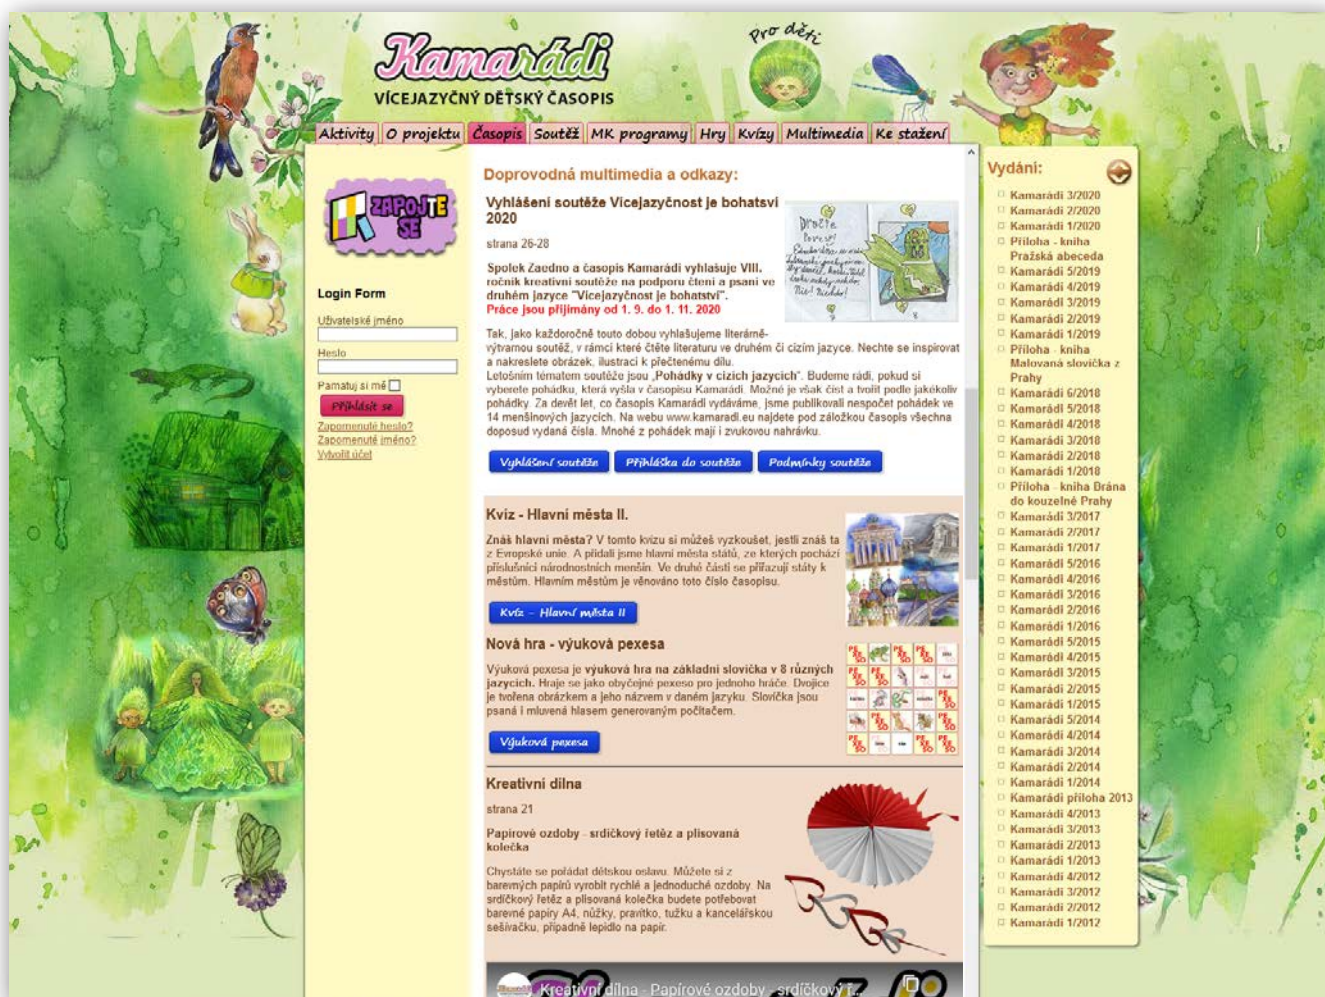 Kamarádi
VÍCEJAZYČNÝ DĚTSKÝ ČASOPIS
Pro děti
Aktivity O projektu Časopis Soutěž MK programy Hry Kvízy Multimedia Ke stažení
ZAPOJTE
SE
Login Form
Uživatelské jméno
Heslo
Pamatuj si mě
Přihlásit se
Zapomenuté heslo?
Zapomenuté jméno?
Vytvořit účet
Doprovodná multimedia a odkazy:
Vyhlášení soutěže Vícejazyčnost je bohatsví
2020
strana 26-28
Spolek Zaedno a časopis Kamarádi vyhlašuje VIII.
ročník kreativní soutěže na podporu čtení a psaní ve
druhém jazyce "Vícejazyčnost je bohatství".
Práce jsou přijímány od 1. 9. do 1. 11. 2020
Tak, jako každoročně touto dobou vyhlašujeme literárně-
výtvarnou soutěž, v rámci které čtěte literaturu ve druhém či cizím jazyce. Nechte se inspirovat
a nakreslete obrázek, ilustraci k přečtenému dílu.
Letošním tématem soutěže jsou „Pohádky v cizích jazycích“. Budeme rádi, pokud si
vyberete pohádku, která vyšla v časopisu Kamarádi. Možné je však číst a tvořit podle jakékoliv
pohádky. Za devět let, co časopis Kamarádi vydáváme, jsme publikovali nespočet pohádek ve
14 menšinových jazycích. Na webu www.kamaradi.eu najdete pod záložkou časopis všechna
doposud vydaná čísla. Mnohé z pohádek mají i zvukovou nahrávku.
Vyhlášení soutěže Přihláška do soutěže Podmínky soutěže
Kvíz - Hlavní města II.
Znáš hlavní města? V tomto kvízu si můžeš vyzkoušet, jestli znáš ta
z Evropské unie. A přidali jsme hlavní města států, ze kterých pochází
příslušníci národnostních menšin. Ve druhé části se přiřazují státy k
městům. Hlavním městům je věnováno toto číslo časopisu.
Kvíz - Hlavní města II
Nová hra - výuková pexesa
Výuková pexesa je výuková hra na základní slovíčka v 8 různých
jazycích. Hraje se jako obyčejné pexeso pro jednoho hráče. Dvojice
je tvořena obrázkem a jeho názvem v daném jazyku. Slovíčka jsou
psaná i mluvená hlasem generovaným počítačem.
Výuková pexesa
Kreativní dílna
strana 21
Papírové ozdoby - srdíčkový řetěz a plisovaná
kolečka
Chystáte se pořádat dětskou oslavu. Můžete si z
barevných papírů vyrobit rychlé a jednoduché ozdoby. Na
srdíčkový řetěz a plisovaná kolečka budete potřebovat
barevné papíry A4, nůžky, pravítko, tužku a kancelářskou
sešívačku, případně lepidlo na papír.
Kreativní dílna - Papírové ozdoby - srdíčkový ř...
Vydání:
Kamarádi 3/2020
Kamarádi 2/2020
Kamarádi 1/2020
Příloha - kniha
Pražská abeceda
Kamarádi 5/2019
Kamarádi 4/2019
Kamarádi 3/2019
Kamarádi 2/2019
Kamarádi 1/2019
Příloha - kniha
Malovaná slovíčka z
Prahy
Kamarádi 6/2018
Kamarádi 5/2018
Kamarádi 4/2018
Kamarádi 3/2018
Kamarádi 2/2018
Kamarádi 1/2018
Příloha - kniha Brána
do kouzelné Prahy
Kamarádi 3/2017
Kamarádi 2/2017
Kamarádi 1/2017
Kamarádi 5/2016
Kamarádi 4/2016
Kamarádi 3/2016
Kamarádi 2/2016
Kamarádi 1/2016
Kamarádi 5/2015
Kamarádi 4/2015
Kamarádi 3/2015
Kamarádi 2/2015
Kamarádi 1/2015
Kamarádi 5/2014
Kamarádi 4/2014
Kamarádi 3/2014
Kamarádi 2/2014
Kamarádi 1/2014
Kamarádi příloha 2013
Kamarádi 4/2013
Kamarádi 3/2013
Kamarádi 2/2013
Kamarádi 1/2013
Kamarádi 4/2012
Kamarádi 3/2012
Kamarádi 2/2012
Kamarádi 1/2012